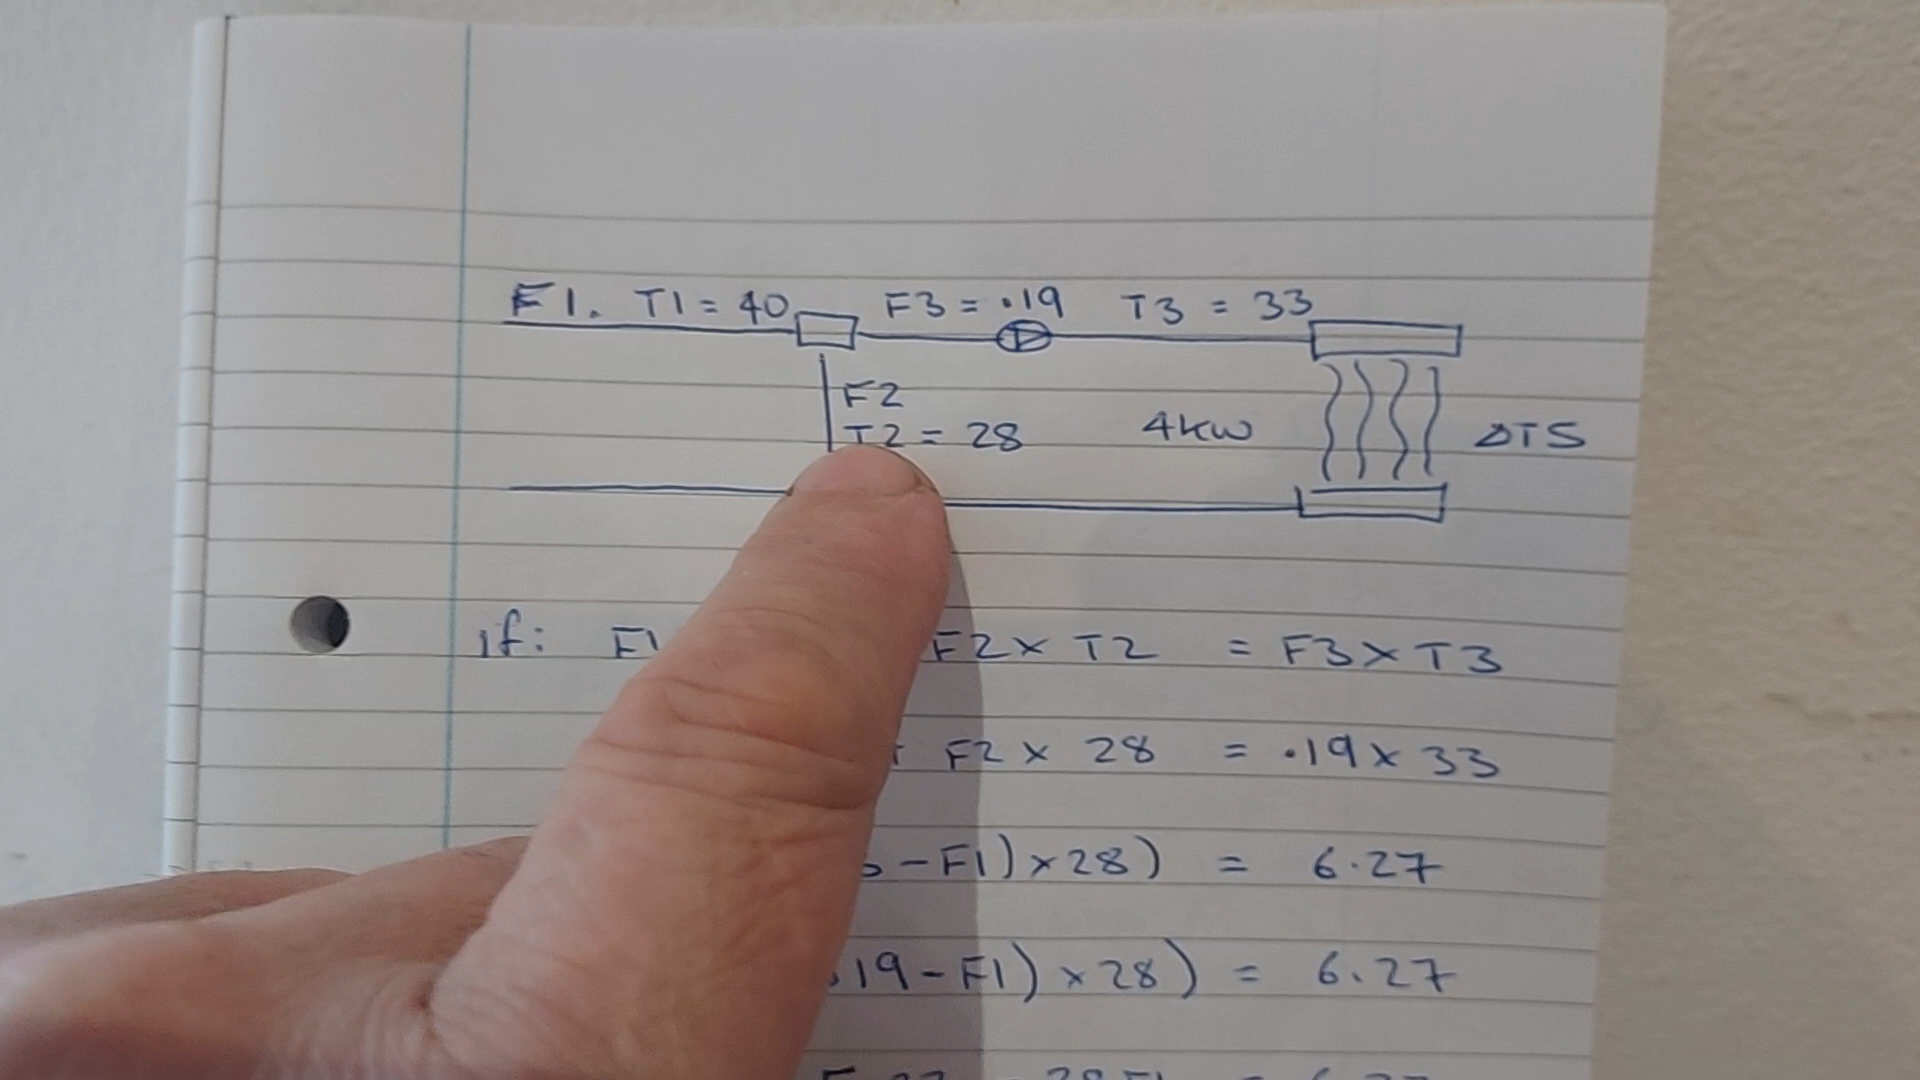 F1. T1 = 40 F3 = .19 T3 = 33
F2
T2 = 28 4kW ΔT5
if: F1 F2 x T2 = F3 x T3
F2 x 28 = .19 x 33
- F1) x 28) = 6.27
19 - F1) x 28) = 6.27